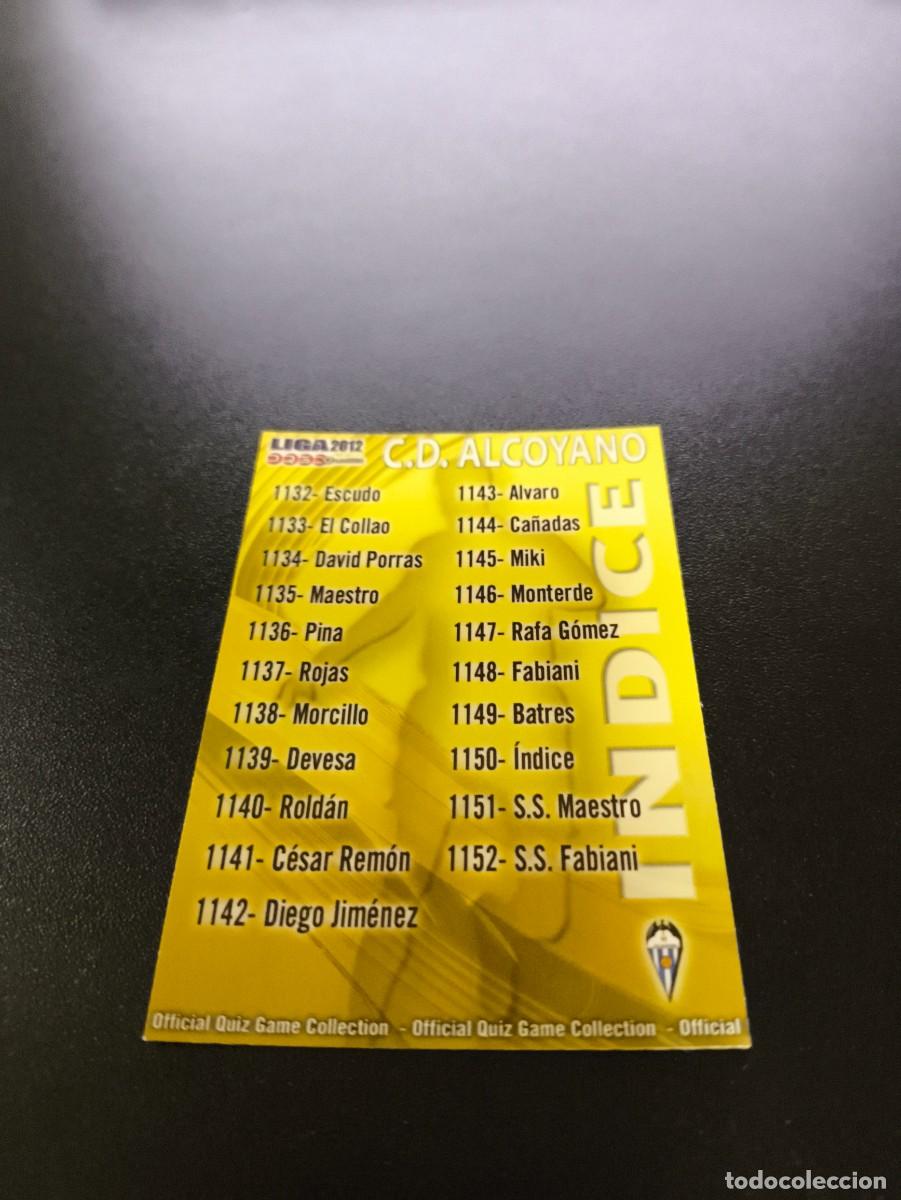 LIGA 2012
C.D. ALCOYANO
1132- Escudo
1133- El Collao
1134- David Porras
1135- Maestro
1136- Pina
1137- Rojas
1138- Morcillo
1139- Devesa
1140- Roldán
1141- César Remón
1142- Diego Jiménez
1143- Alvaro
1144- Cañadas
1145- Miki
1146- Monterde
1147- Rafa Gómez
1148- Fabiani
1149- Batres
1150- Índice
1151- S.S. Maestro
1152- S.S. Fabiani
INDICE
Official Quiz Game Collection - Official Quiz Game Collection - Official
todocoleccion